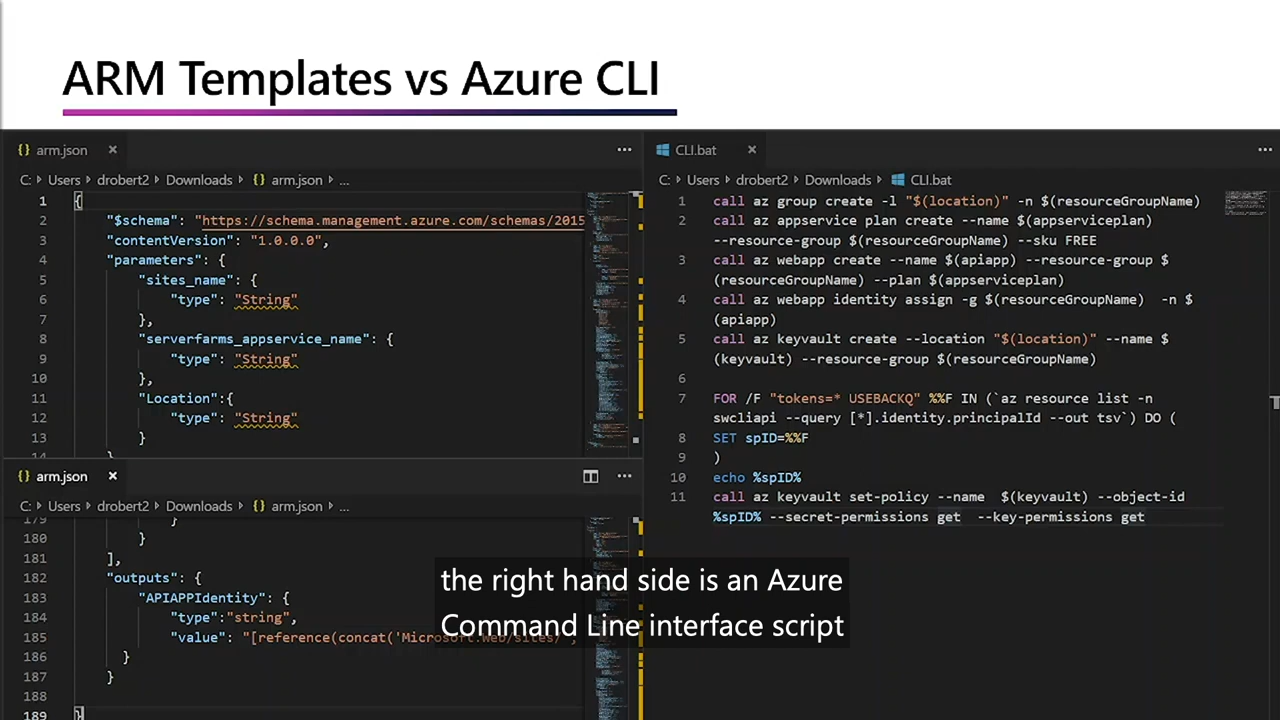 ARM Templates vs Azure CLI
{} arm.json ×
C: Users drobert2 Downloads {} arm.json ...
1 {
2 "$schema": "https://schema.management.azure.com/schemas/2015
3 "contentVersion": "1.0.0.0",
4 "parameters": {
5 "sites_name": {
6 "type": "String"
7 },
8 "serverfarms_appservice_name": {
9 "type": "String"
10 },
11 "Location":{
12 "type": "String"
13 }
14 }
{} arm.json ×
C: Users drobert2 Downloads {} arm.json ...
179 }
180 }
181 ],
182 "outputs": {
183 "APIAPPIdentity": {
184 "type":"string",
185 "value": "[reference(concat('Microsoft.Web/sites/',
186 }
187 }
188
189 }
CLI.bat ×
C: Users drobert2 Downloads CLI.bat
1 call az group create -l "$(location)" -n $(resourceGroupName)
2 call az appservice plan create --name $(appserviceplan)
--resource-group $(resourceGroupName) --sku FREE
3 call az webapp create --name $(apiapp) --resource-group $
(resourceGroupName) --plan $(appserviceplan)
4 call az webapp identity assign -g $(resourceGroupName) -n $
(apiapp)
5 call az keyvault create --location "$(location)" --name $
(keyvault) --resource-group $(resourceGroupName)
6
7 FOR /F "tokens=* USEBACKQ" %%F IN (`az resource list -n
swcliapi --query [*].identity.principalId --out tsv`) DO (
8 SET spID=%%F
9 )
10 echo %spID%
11 call az keyvault set-policy --name $(keyvault) --object-id
%spID% --secret-permissions get --key-permissions get
the right hand side is an Azure
Command Line interface script